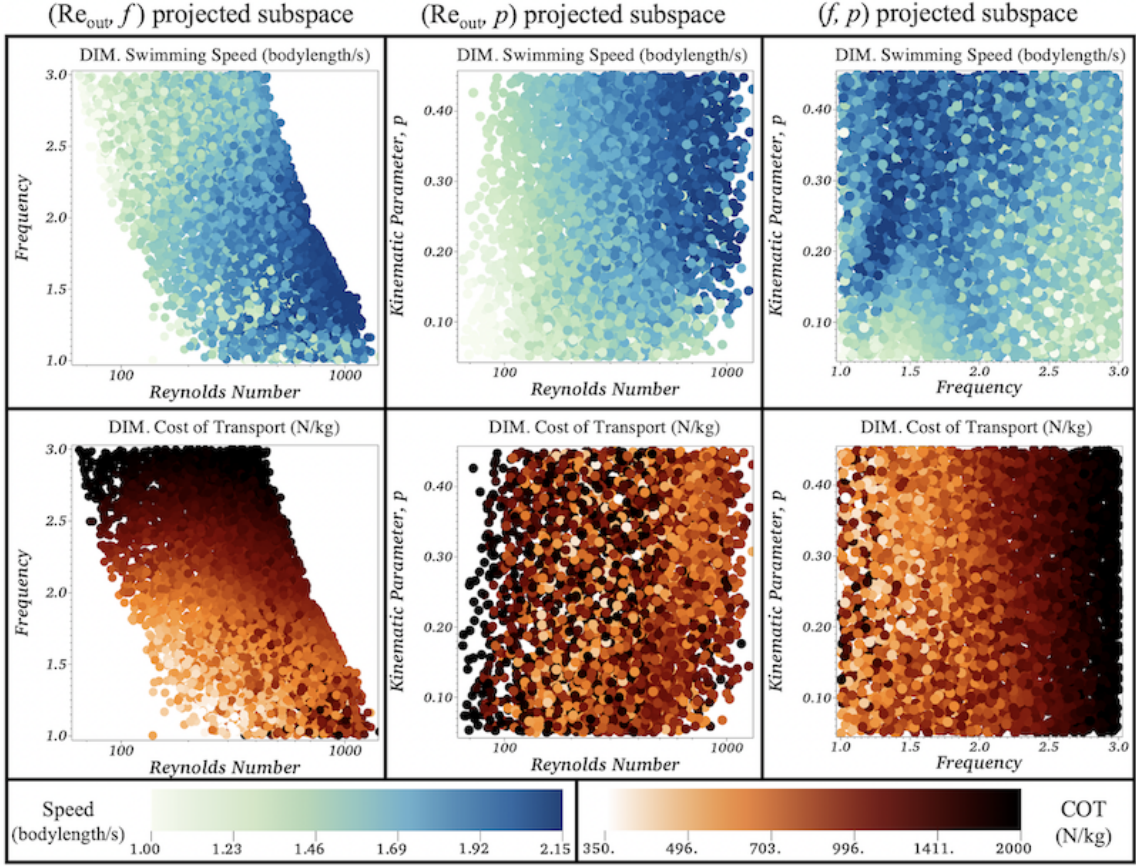 (Re_out, f) projected subspace
(Re_out, p) projected subspace
(f, p) projected subspace
DIM. Swimming Speed (bodylength/s)
3.0
2.5
2.0
1.5
1.0
Frequency
100
1000
Reynolds Number
DIM. Swimming Speed (bodylength/s)
0.40
0.30
0.20
0.10
Kinematic Parameter, p
100
1000
Reynolds Number
DIM. Swimming Speed (bodylength/s)
0.40
0.30
0.20
0.10
Kinematic Parameter, p
1.0
1.5
2.0
2.5
3.0
Frequency
DIM. Cost of Transport (N/kg)
3.0
2.5
2.0
1.5
1.0
Frequency
100
1000
Reynolds Number
DIM. Cost of Transport (N/kg)
0.40
0.30
0.20
0.10
Kinematic Parameter, p
100
1000
Reynolds Number
DIM. Cost of Transport (N/kg)
0.40
0.30
0.20
0.10
Kinematic Parameter, p
1.0
1.5
2.0
2.5
3.0
Frequency
Speed
(bodylength/s)
1.00
1.23
1.46
1.69
1.92
2.15
350.
496.
703.
996.
1411.
2000
COT
(N/kg)